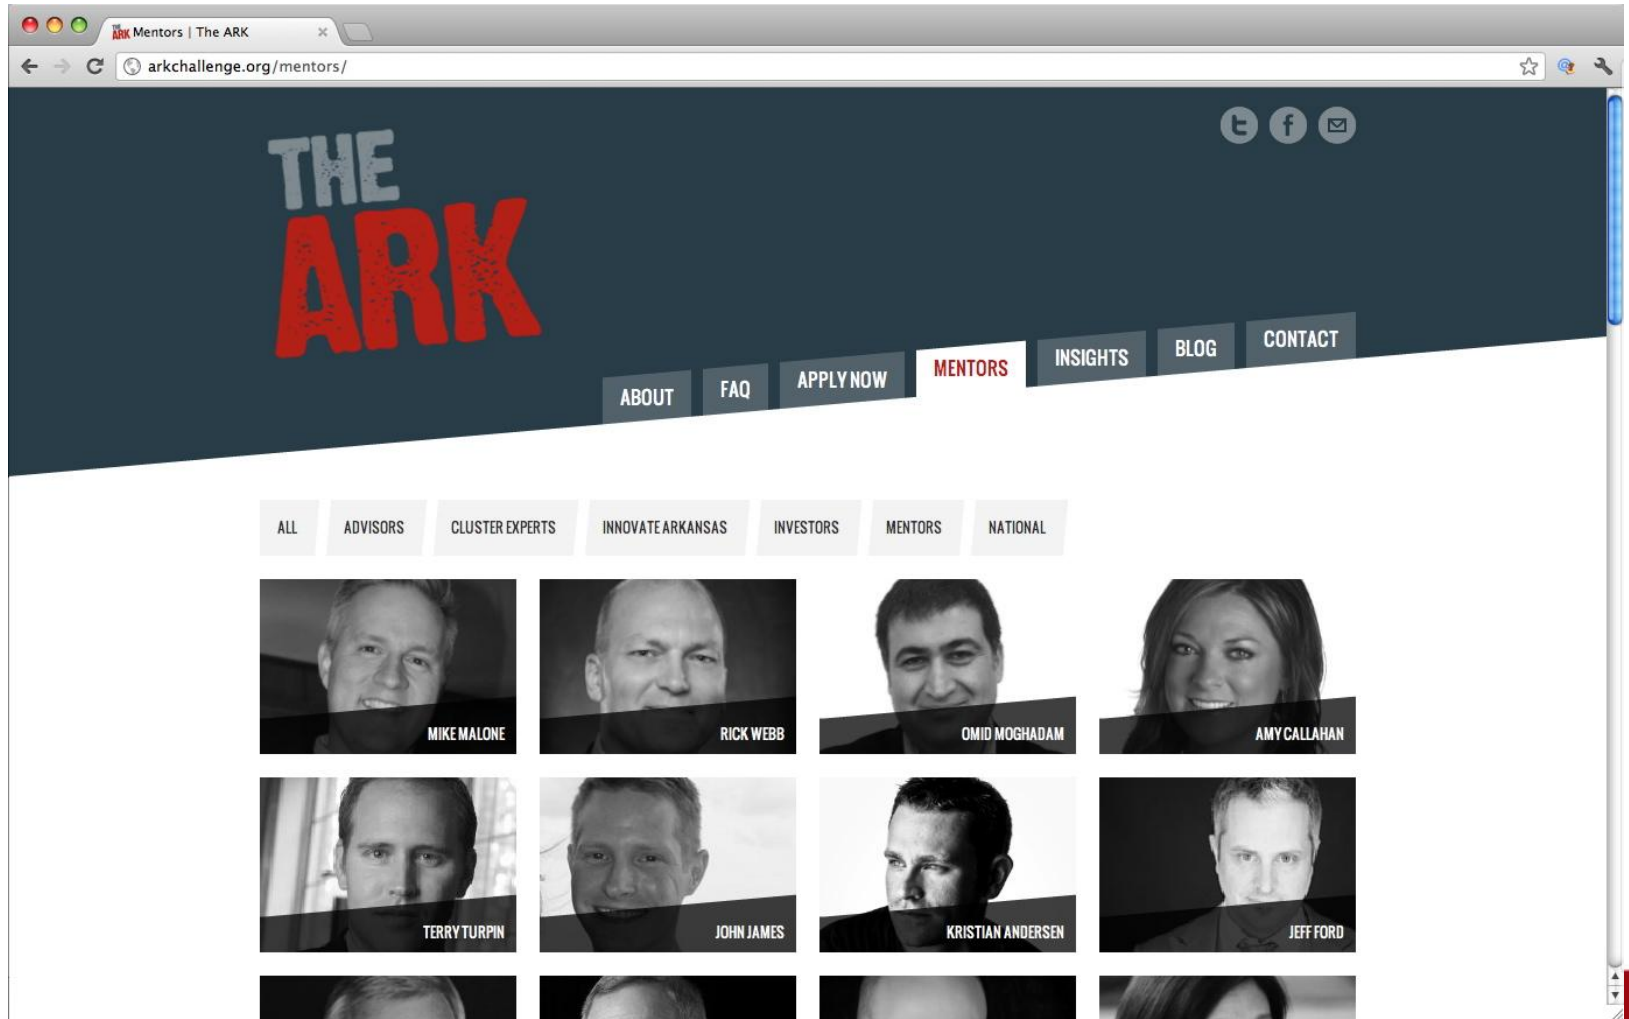 THE ARK Mentors | The ARK
arkchallenge.org/mentors/
THE
ARK
ABOUT
FAQ
APPLY NOW
MENTORS
INSIGHTS
BLOG
CONTACT
ALL
ADVISORS
CLUSTER EXPERTS
INNOVATE ARKANSAS
INVESTORS
MENTORS
NATIONAL
MIKE MALONE
RICK WEBB
OMID MOGHADAM
AMY CALLAHAN
TERRY TURPIN
JOHN JAMES
KRISTIAN ANDERSEN
JEFF FORD